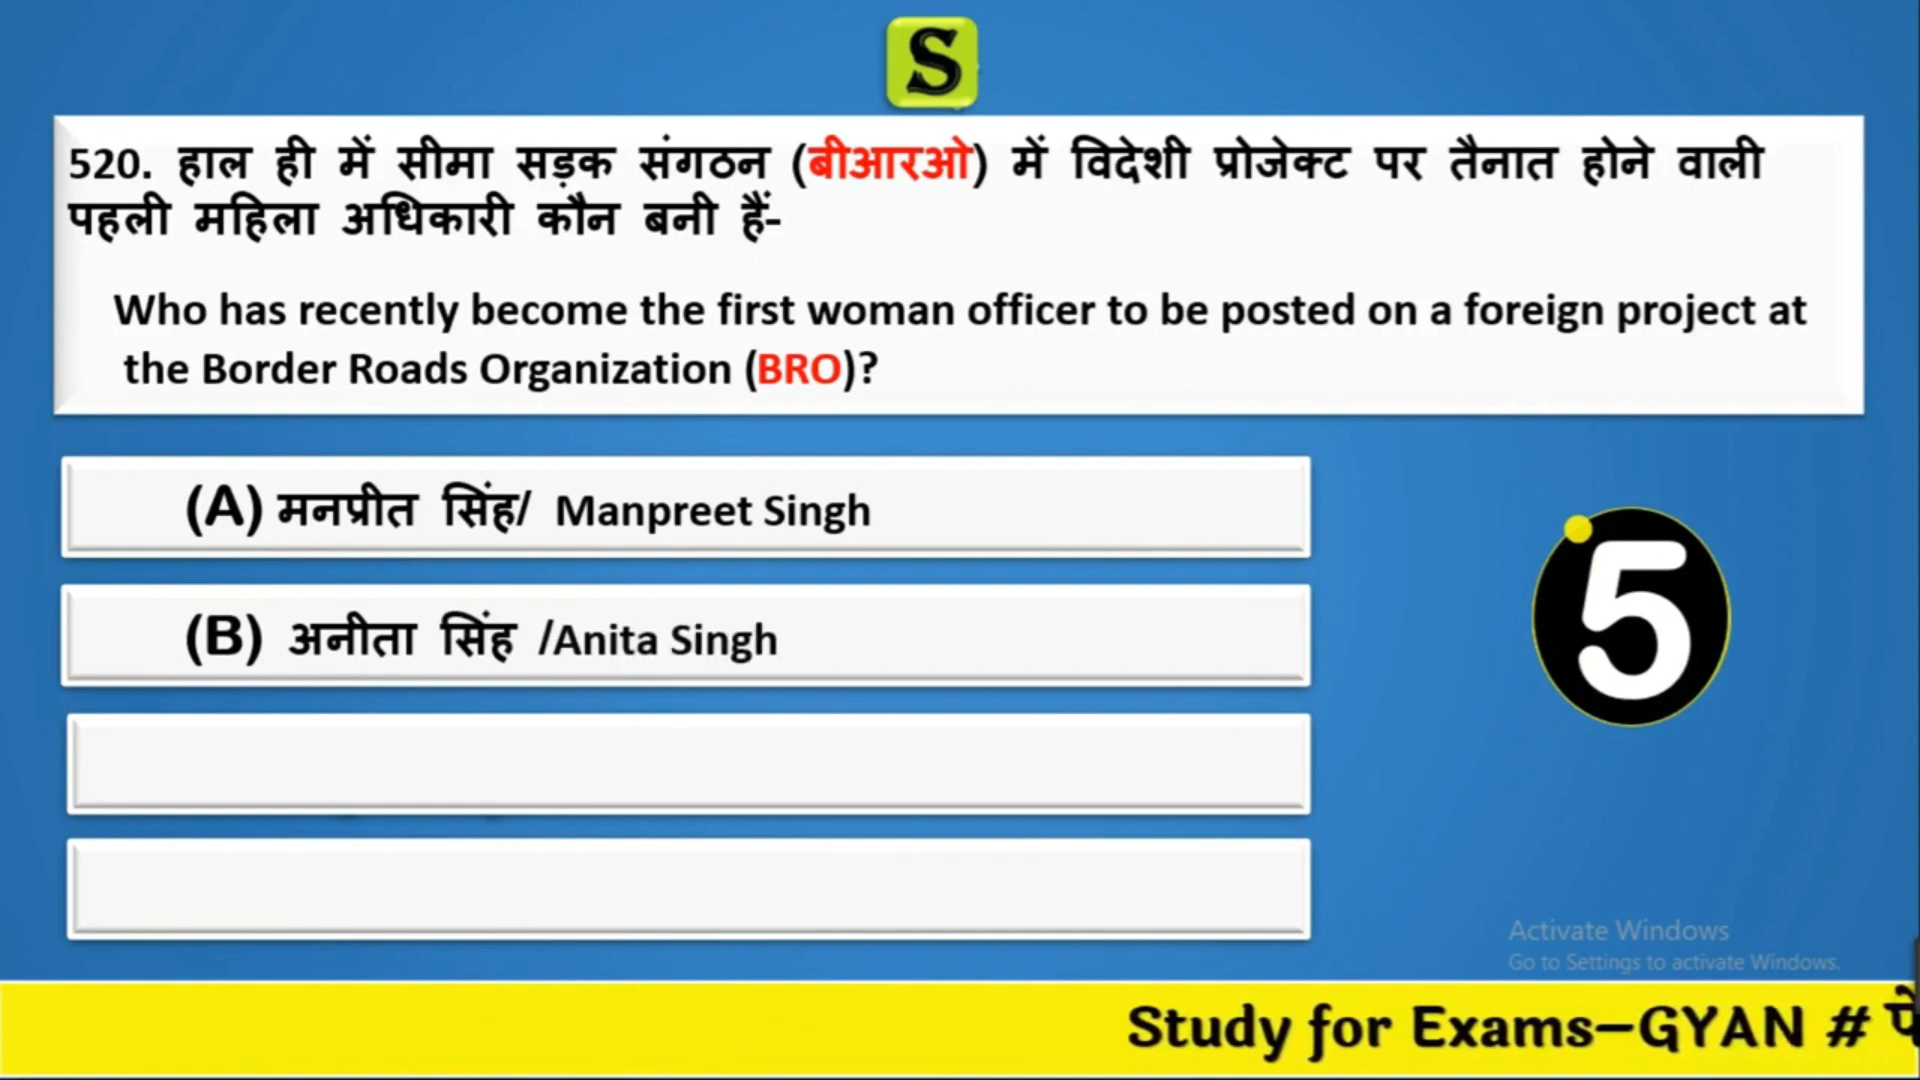 S
520. हाल ही में सीमा सड़क संगठन (बीआरओ) में विदेशी प्रोजेक्ट पर तैनात होने वाली
पहली महिला अधिकारी कौन बनी हैं-
Who has recently become the first woman officer to be posted on a foreign project at
the Border Roads Organization (BRO)?
(A) मनप्रीत सिंह/ Manpreet Singh
(B) अनीता सिंह /Anita Singh
5
Activate Windows
Go to Settings to activate Windows.
Study for Exams–GYAN #